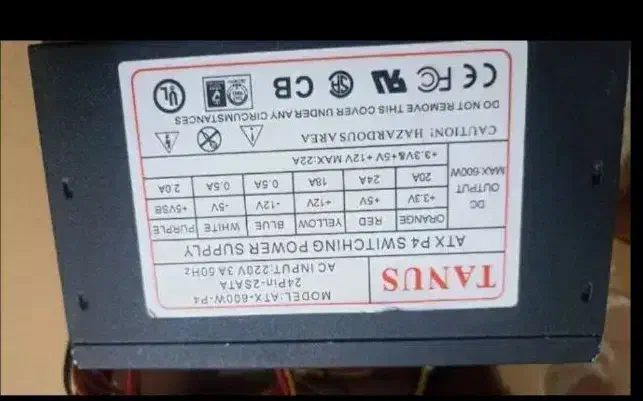 TANUS
MODEL:ATX-600W-P4
24Pin-2SATA
AC INPUT:220V 3A 50Hz
ATX P4 SWITCHING POWER SUPPLY
DC OUTPUT MAX:600W
ORANGE RED YELLOW BLUE WHITE PURPLE
+3.3V +5V +12V -12V -5V +5VSB
20A 24A 18A 0.5A 0.5A 2.0A
+3.3V&+5V+12V MAX:22A
CAUTION! HAZARDOUS AREA
DO NOT REMOVE THIS COVER UNDER ANY CIRCUMSTANCES
CE FC UL SA CB UL